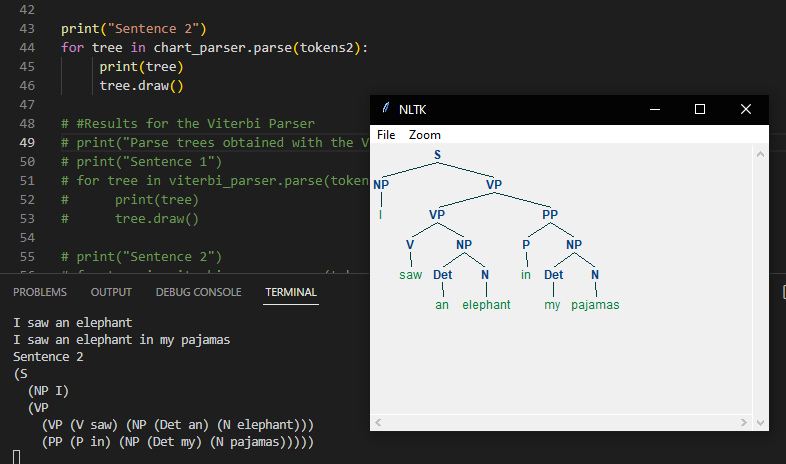 42
43 print("Sentence 2")
44 for tree in chart_parser.parse(tokens2):
45 print(tree)
46 tree.draw()
47
48 # #Results for the Viterbi Parser
49 # print("Parse trees obtained with the V
50 # print("Sentence 1")
51 # for tree in viterbi_parser.parse(token
52 # print(tree)
53 # tree.draw()
54
55 # print("Sentence 2")
PROBLEMS OUTPUT DEBUG CONSOLE TERMINAL
I saw an elephant
I saw an elephant in my pajamas
Sentence 2
(S
(NP I)
(VP
(VP (V saw) (NP (Det an) (N elephant)))
(PP (P in) (NP (Det my) (N pajamas)))))
NLTK
File Zoom
S
NP VP
I
VP PP
V NP P NP
saw Det N in Det N
an elephant my pajamas